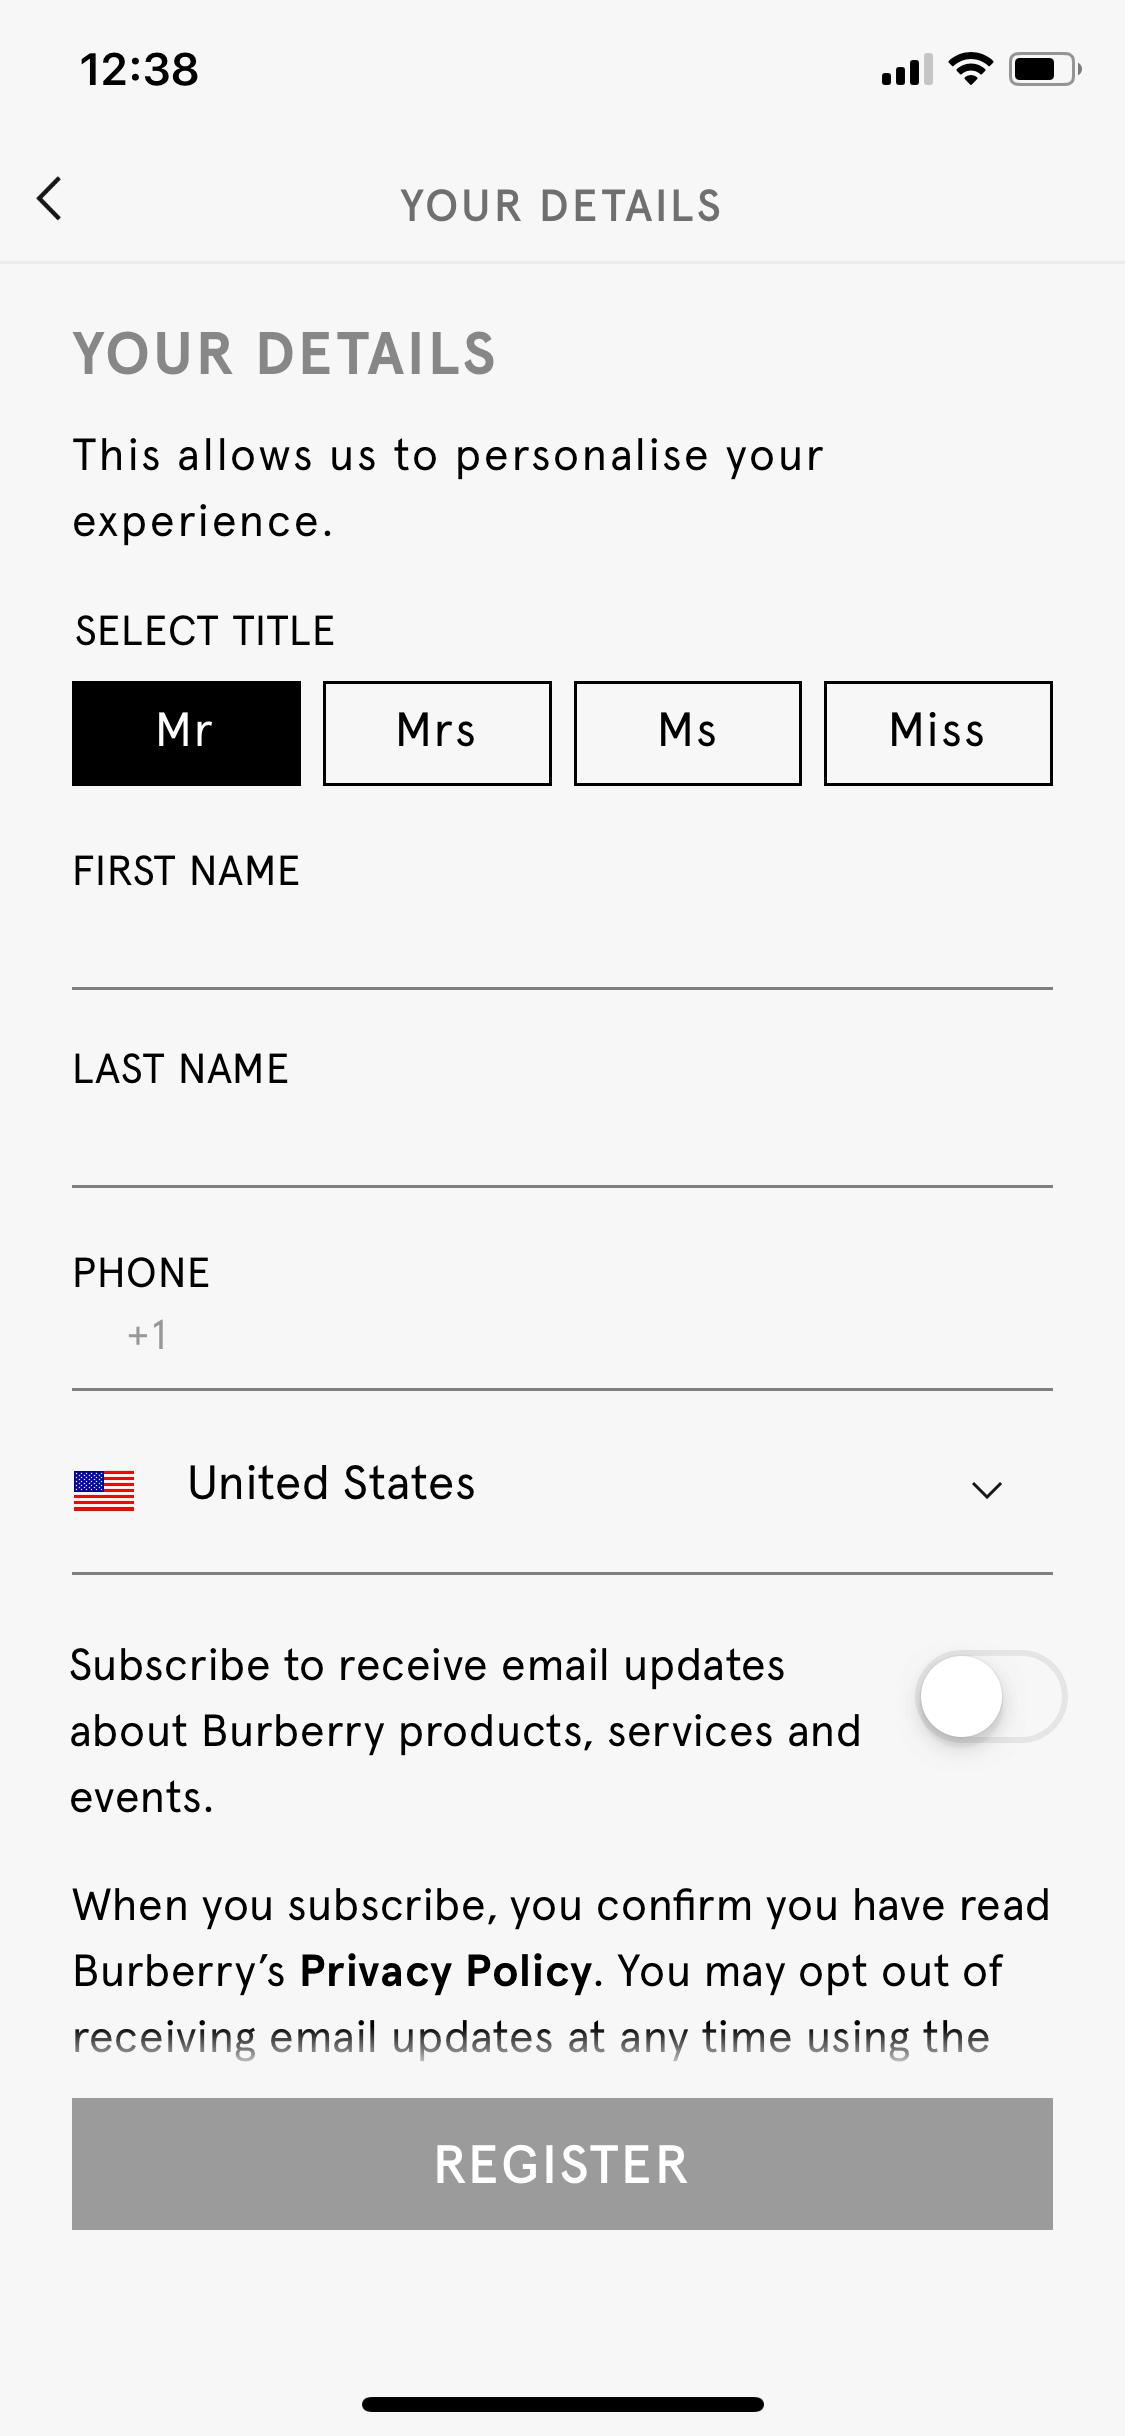 12:38
YOUR DETAILS
YOUR DETAILS
This allows us to personalise your
experience.
SELECT TITLE
Mr Mrs Ms Miss
FIRST NAME
LAST NAME
PHONE
+1
United States
Subscribe to receive email updates
about Burberry products, services and
events.
When you subscribe, you confirm you have read
Burberry’s Privacy Policy. You may opt out of
receiving email updates at any time using the
REGISTER